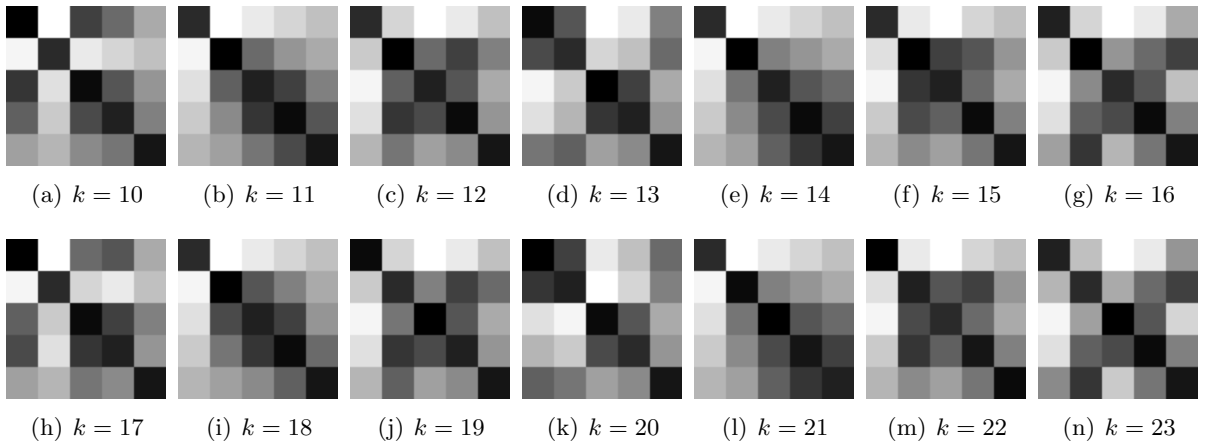 (a) k = 10 (b) k = 11 (c) k = 12 (d) k = 13 (e) k = 14 (f) k = 15 (g) k = 16
(h) k = 17 (i) k = 18 (j) k = 19 (k) k = 20 (l) k = 21 (m) k = 22 (n) k = 23